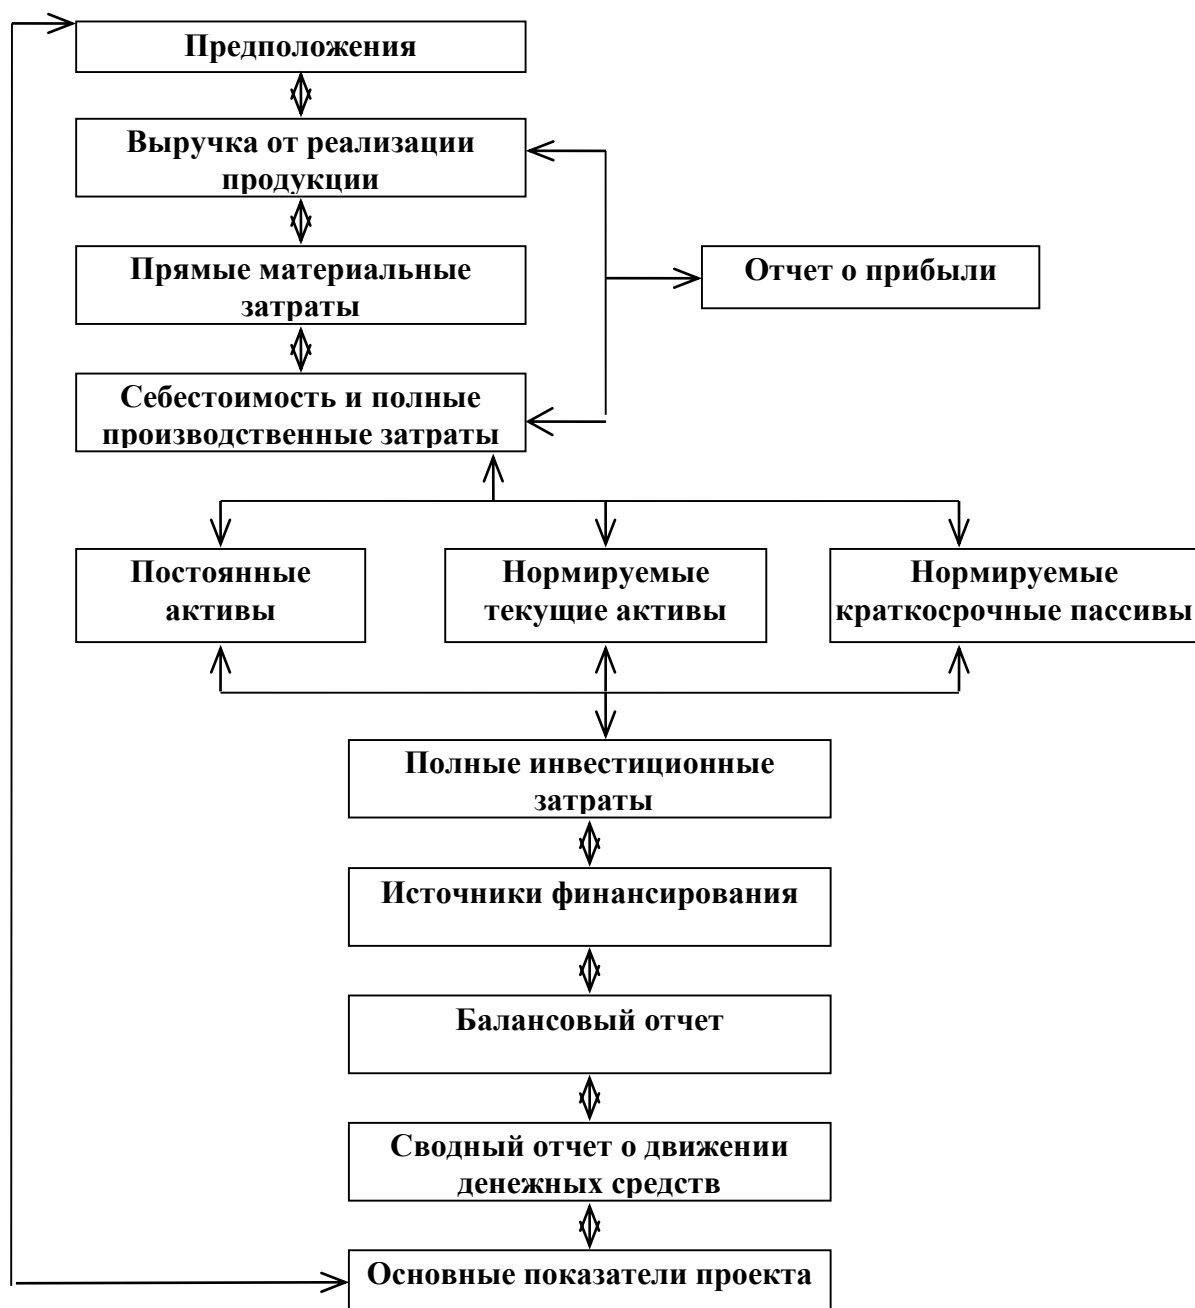 Предположения
Выручка от реализации
продукции
Прямые материальные
затраты
Отчет о прибыли
Себестоимость и полные
производственные затраты
Постоянные
активы
Нормируемые
текущие активы
Нормируемые
краткосрочные пассивы
Полные инвестиционные
затраты
Источники финансирования
Балансовый отчет
Сводный отчет о движении
денежных средств
Основные показатели проекта